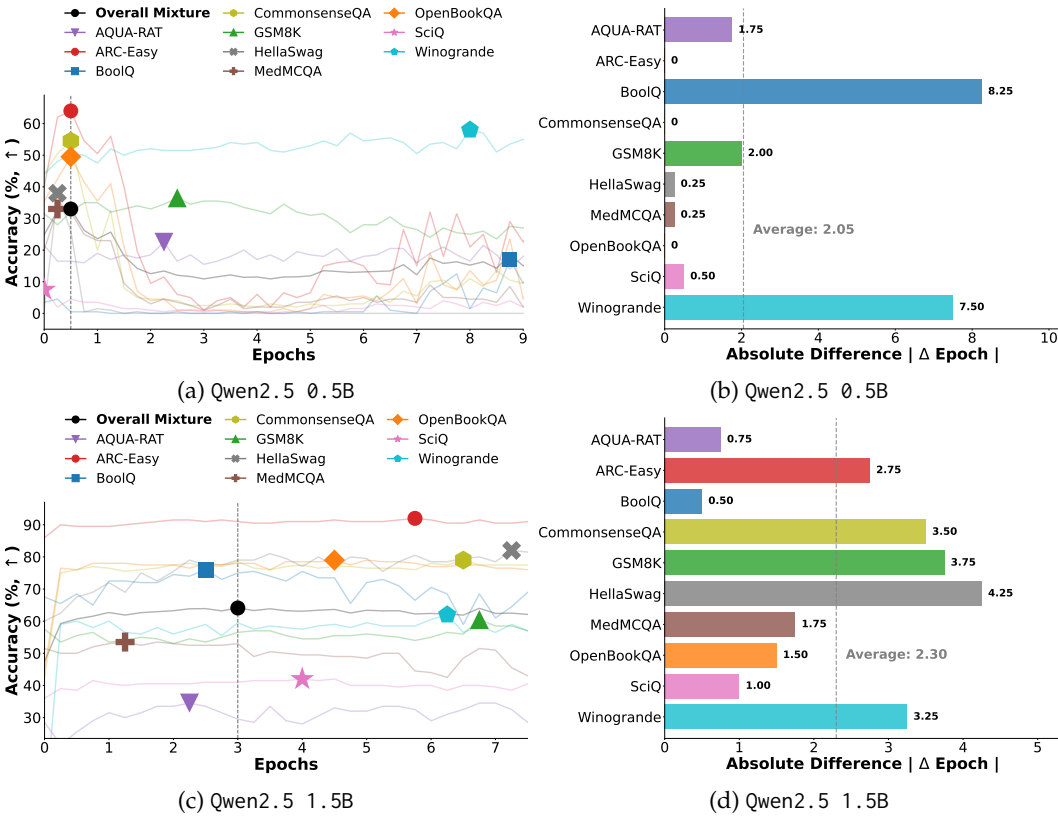 Overall Mixture CommonsenseQA OpenBookQA
AQUA-RAT GSM8K SciQ
ARC-Easy HellaSwag Winogrande
BoolQ MedMCQA
Accuracy (%, ↑)
60
50
40
30
20
10
0
0 1 2 3 4 5 6 7 8 9
Epochs
(a) Qwen2.5 0.5B
AQUA-RAT 1.75
ARC-Easy 0
BoolQ 8.25
CommonsenseQA 0
GSM8K 2.00
HellaSwag 0.25
MedMCQA 0.25
Average: 2.05
OpenBookQA 0
SciQ 0.50
Winogrande 7.50
0 2 4 6 8 10
Absolute Difference | Δ Epoch |
(b) Qwen2.5 0.5B
Overall Mixture CommonsenseQA OpenBookQA
AQUA-RAT GSM8K SciQ
ARC-Easy HellaSwag Winogrande
BoolQ MedMCQA
Accuracy (%, ↑)
90
80
70
60
50
40
30
0 1 2 3 4 5 6 7
Epochs
(c) Qwen2.5 1.5B
AQUA-RAT 0.75
ARC-Easy 2.75
BoolQ 0.50
CommonsenseQA 3.50
GSM8K 3.75
HellaSwag 4.25
MedMCQA 1.75
OpenBookQA 1.50 Average: 2.30
SciQ 1.00
Winogrande 3.25
0 1 2 3 4 5
Absolute Difference | Δ Epoch |
(d) Qwen2.5 1.5B